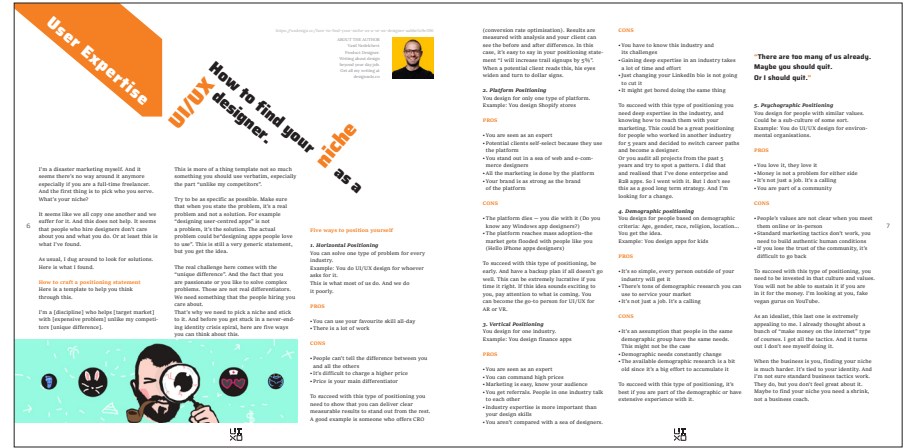 User Expertise
How to find your niche as a
UI/UX designer.
ABOUT THE AUTHOR
Product Designer
Writing about design
beyond your day job.
Get all my writing at
I'm a disaster marketing myself. And it
seems there's no way around it anymore
especially if you are a full-time freelancer.
And the first thing is to pick who you serve.
What's your niche?
It seems like we all copy one another and we
suffer for it. And this does not help. It seems
that people who hire designers don't care
about you and what you do. Or at least this is
what I've found.
As usual, I dug around to look for solutions.
Here is what I found.
How to craft a positioning statement
Here is a template to help you think
through this.
I'm a [discipline] who helps [target market]
with [expensive problem] unlike my competi-
tors [unique difference].
This is more of a thing template not so much
something you should use verbatim, especially
the part "unlike my competitors".
Try to be as specific as possible. Make sure
that when you state the problem, it's a real
problem and not a solution. For example
"designing user-centred apps" is not
a problem, it's the solution. The actual
problem could be"designing apps people love
to use". This is still a very generic statement,
but you get the idea.
The real challenge here comes with the
"unique difference". And the fact that you
are passionate or you like to solve complex
problems. Those are not real differentiators.
We need something that the people hiring you
care about.
That's why we need to pick a niche and stick
to it. And before you get stuck in a never-end-
ing identity crisis spiral, here are five ways
you can think about this.
Five ways to position yourself
1. Horizontal Positioning
You can solve one type of problem for every
industry.
Example: You do UI/UX design for whoever
asks for it.
This is what most of us do. And we do
it poorly.
PROS
• You can use your favourite skill all-day
• There is a lot of work
CONS
• People can't tell the difference between you
and all the others
• It's difficult to charge a higher price
• Price is your main differentiator
To succeed with this type of positioning you
need to show that you can deliver clear
measurable results to stand out from the rest.
A good example is someone who offers CRO
6
UX
XD
(conversion rate optimisation). Results are
measured with analysis and your client can
see the before and after difference. In this
case, it's easy to say in your positioning state-
ment "I will increase trail signups by 5%".
When a potential client reads this, his eyes
widen and turn to dollar signs.
2. Platform Positioning
You design for only one type of platform.
Example: You design Shopify stores
PROS
• You are seen as an expert
• Potential clients self-select because they use
the platform
• You stand out in a sea of web and e-com-
merce designers
• All the marketing is done by the platform
• Your brand is as strong as the brand
of the platform
CONS
• The platform dies — you die with it (Do you
know any Windows app designers?)
• The platform reaches mass adoption-the
market gets flooded with people like you
(Hello iPhone apps designers)
To succeed with this type of positioning, be
early. And have a backup plan if all doesn't go
well. This can be extremely lucrative if you
time it right. If this idea sounds exciting to
you, pay attention to what is coming. You
can become the go-to person for UI/UX for
AR or VR.
3. Vertical Positioning
You design for one industry.
Example: You design finance apps
PROS
• You are seen as an expert
• You can command high prices
• Marketing is easy, know your audience
• You get referrals. People in one industry talk
to each other
• Industry expertise is more important than
your design skills
• You aren't compared with a sea of designers.
CONS
• You have to know this industry and
its challenges
• Gaining deep expertise in an industry takes
a lot of time and effort
• Just changing your LinkedIn bio is not going
to cut it
• It might get bored doing the same thing
To succeed with this type of positioning you
need deep expertise in the industry, and
knowing how to reach them with your
marketing. This could be a great positioning
for people who worked in another industry
for 5 years and decided to switch career paths
and become a designer.
Or you audit all projects from the past 5
years and try to spot a pattern. I did that
and realised that I've done enterprise and
B2B apps. So I went with it. But I don't see
this as a good long term strategy. And I'm
looking for a change.
4. Demographic positioning
You design for people based on demographic
criteria: Age, gender, race, religion, location...
You get the idea.
Example: You design apps for kids
PROS
• It's so simple, every person outside of your
industry will get it
• There's tons of demographic research you can
use to service your market
• It's not just a job. It's a calling
CONS
• It's an assumption that people in the same
demographic group have the same needs.
This might not be the case
• Demographic needs constantly change
• The available demographic research is a bit
old since it's a big effort to accumulate it
To succeed with this type of positioning, it's
best if you are part of the demographic or have
extensive experience with it.
"There are too many of us already.
Maybe you should quit.
Or I should quit."
5. Psychographic Positioning
You design for people with similar values.
Could be a sub-culture of some sort.
Example: You do UI/UX design for environ-
mental organisations.
PROS
• You love it, they love it
• Money is not a problem for either side
• It's not just a job. It's a calling
• You are part of a community
CONS
• People's values are not clear when you meet
them online or in-person
• Standard marketing tactics don't work, you
need to build authentic human conditions
• If you lose the trust of the community, it's
difficult to go back
To succeed with this type of positioning, you
need to be invested in that culture and values.
You will not be able to sustain it if you are
in it for the money. I'm looking at you, fake
vegan gurus on YouTube.
As an idealist, this last one is extremely
appealing to me. I already thought about a
bunch of "make money on the internet" type
of courses. I got all the tactics. And it turns
out I don't see myself doing it.
When the business is you, finding your niche
is much harder. It's tied to your identity. And
I'm not sure standard business tactics work.
They do, but you don't feel great about it.
Maybe to find your niche you need a shrink,
not a business coach.
7
UX
XD